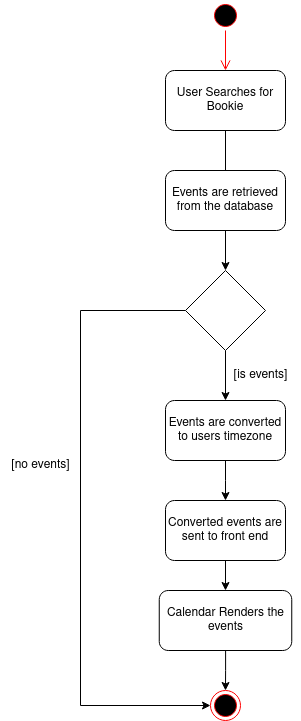 User Searches for
Bookie
Events are retrieved
from the database
[is events]
Events are converted
to users timezone
[no events]
Converted events are
sent to front end
Calendar Renders the
events